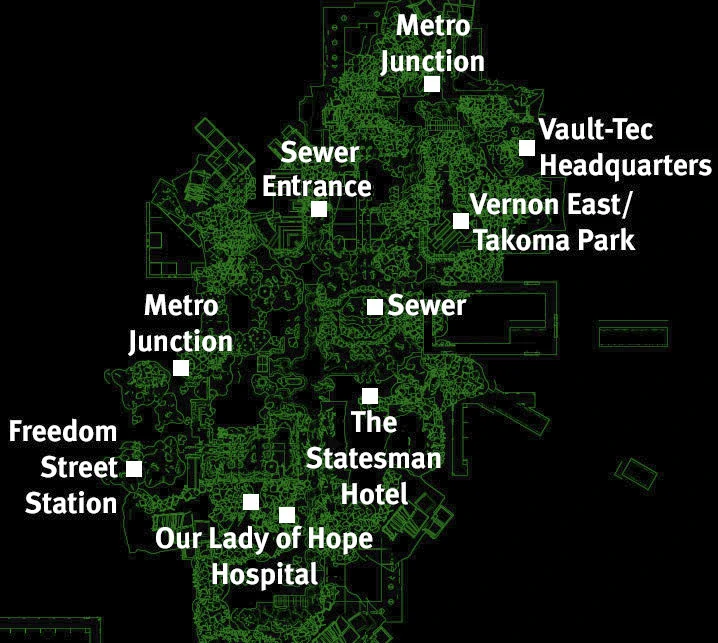 Metro
Junction
Vault-Tec
Headquarters
Sewer
Entrance
Vernon East/
Takoma Park
Metro
Junction
Sewer
The
Statesman
Hotel
Freedom
Street
Station
Our Lady of Hope
Hospital